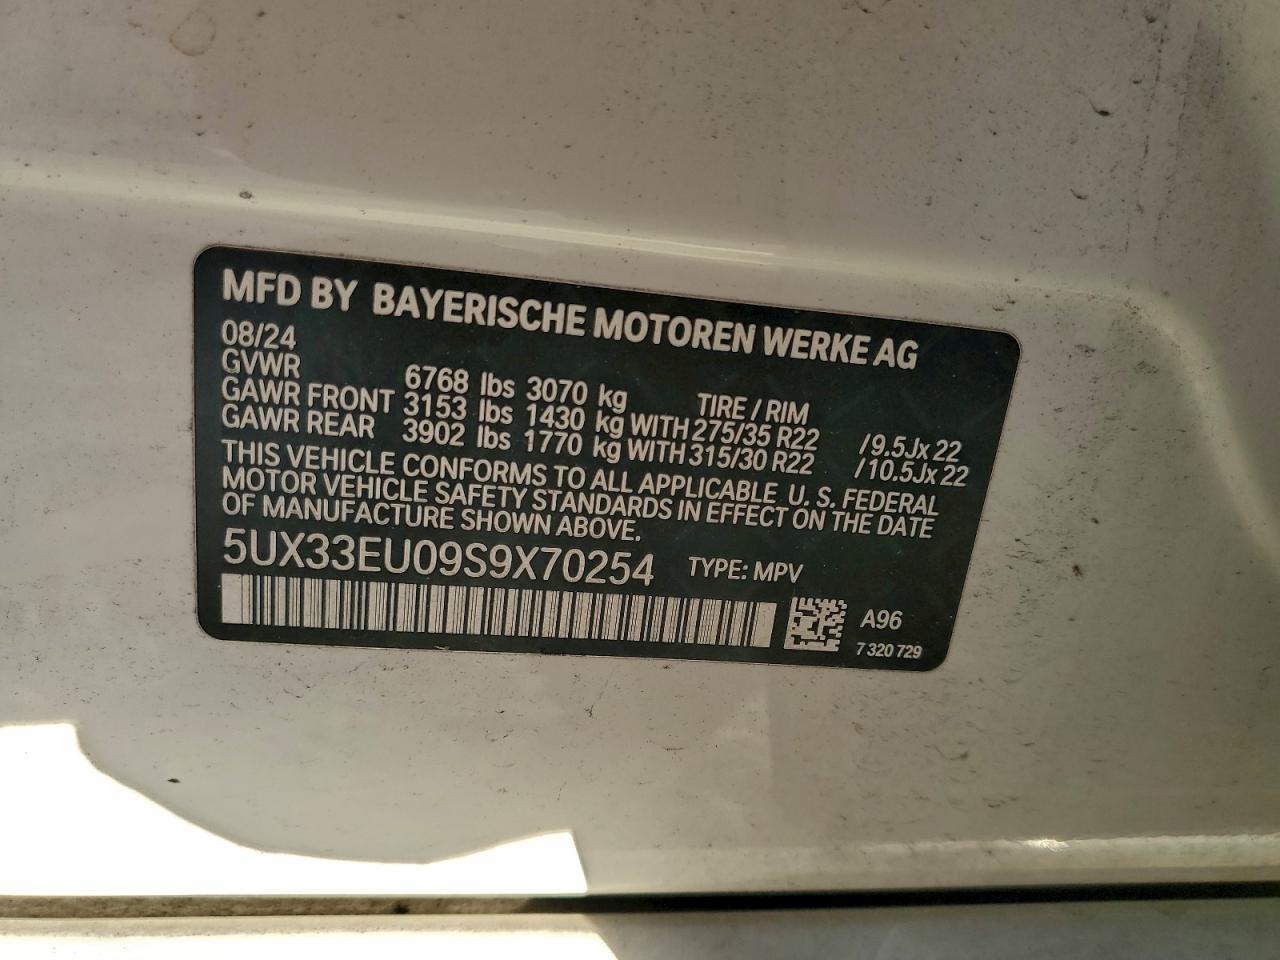 MFD BY BAYERISCHE MOTOREN WERKE AG
08/24
GVWR 6768 lbs 3070 kg TIRE / RIM
GAWR FRONT 3153 lbs 1430 kg WITH 275/35 R22 /9.5Jx 22
GAWR REAR 3902 lbs 1770 kg WITH 315/30 R22 /10.5Jx 22
THIS VEHICLE CONFORMS TO ALL APPLICABLE U. S. FEDERAL
MOTOR VEHICLE SAFETY STANDARDS IN EFFECT ON THE DATE
OF MANUFACTURE SHOWN ABOVE.
5UX33EU09S9X70254 TYPE: MPV
A96
7 320 729